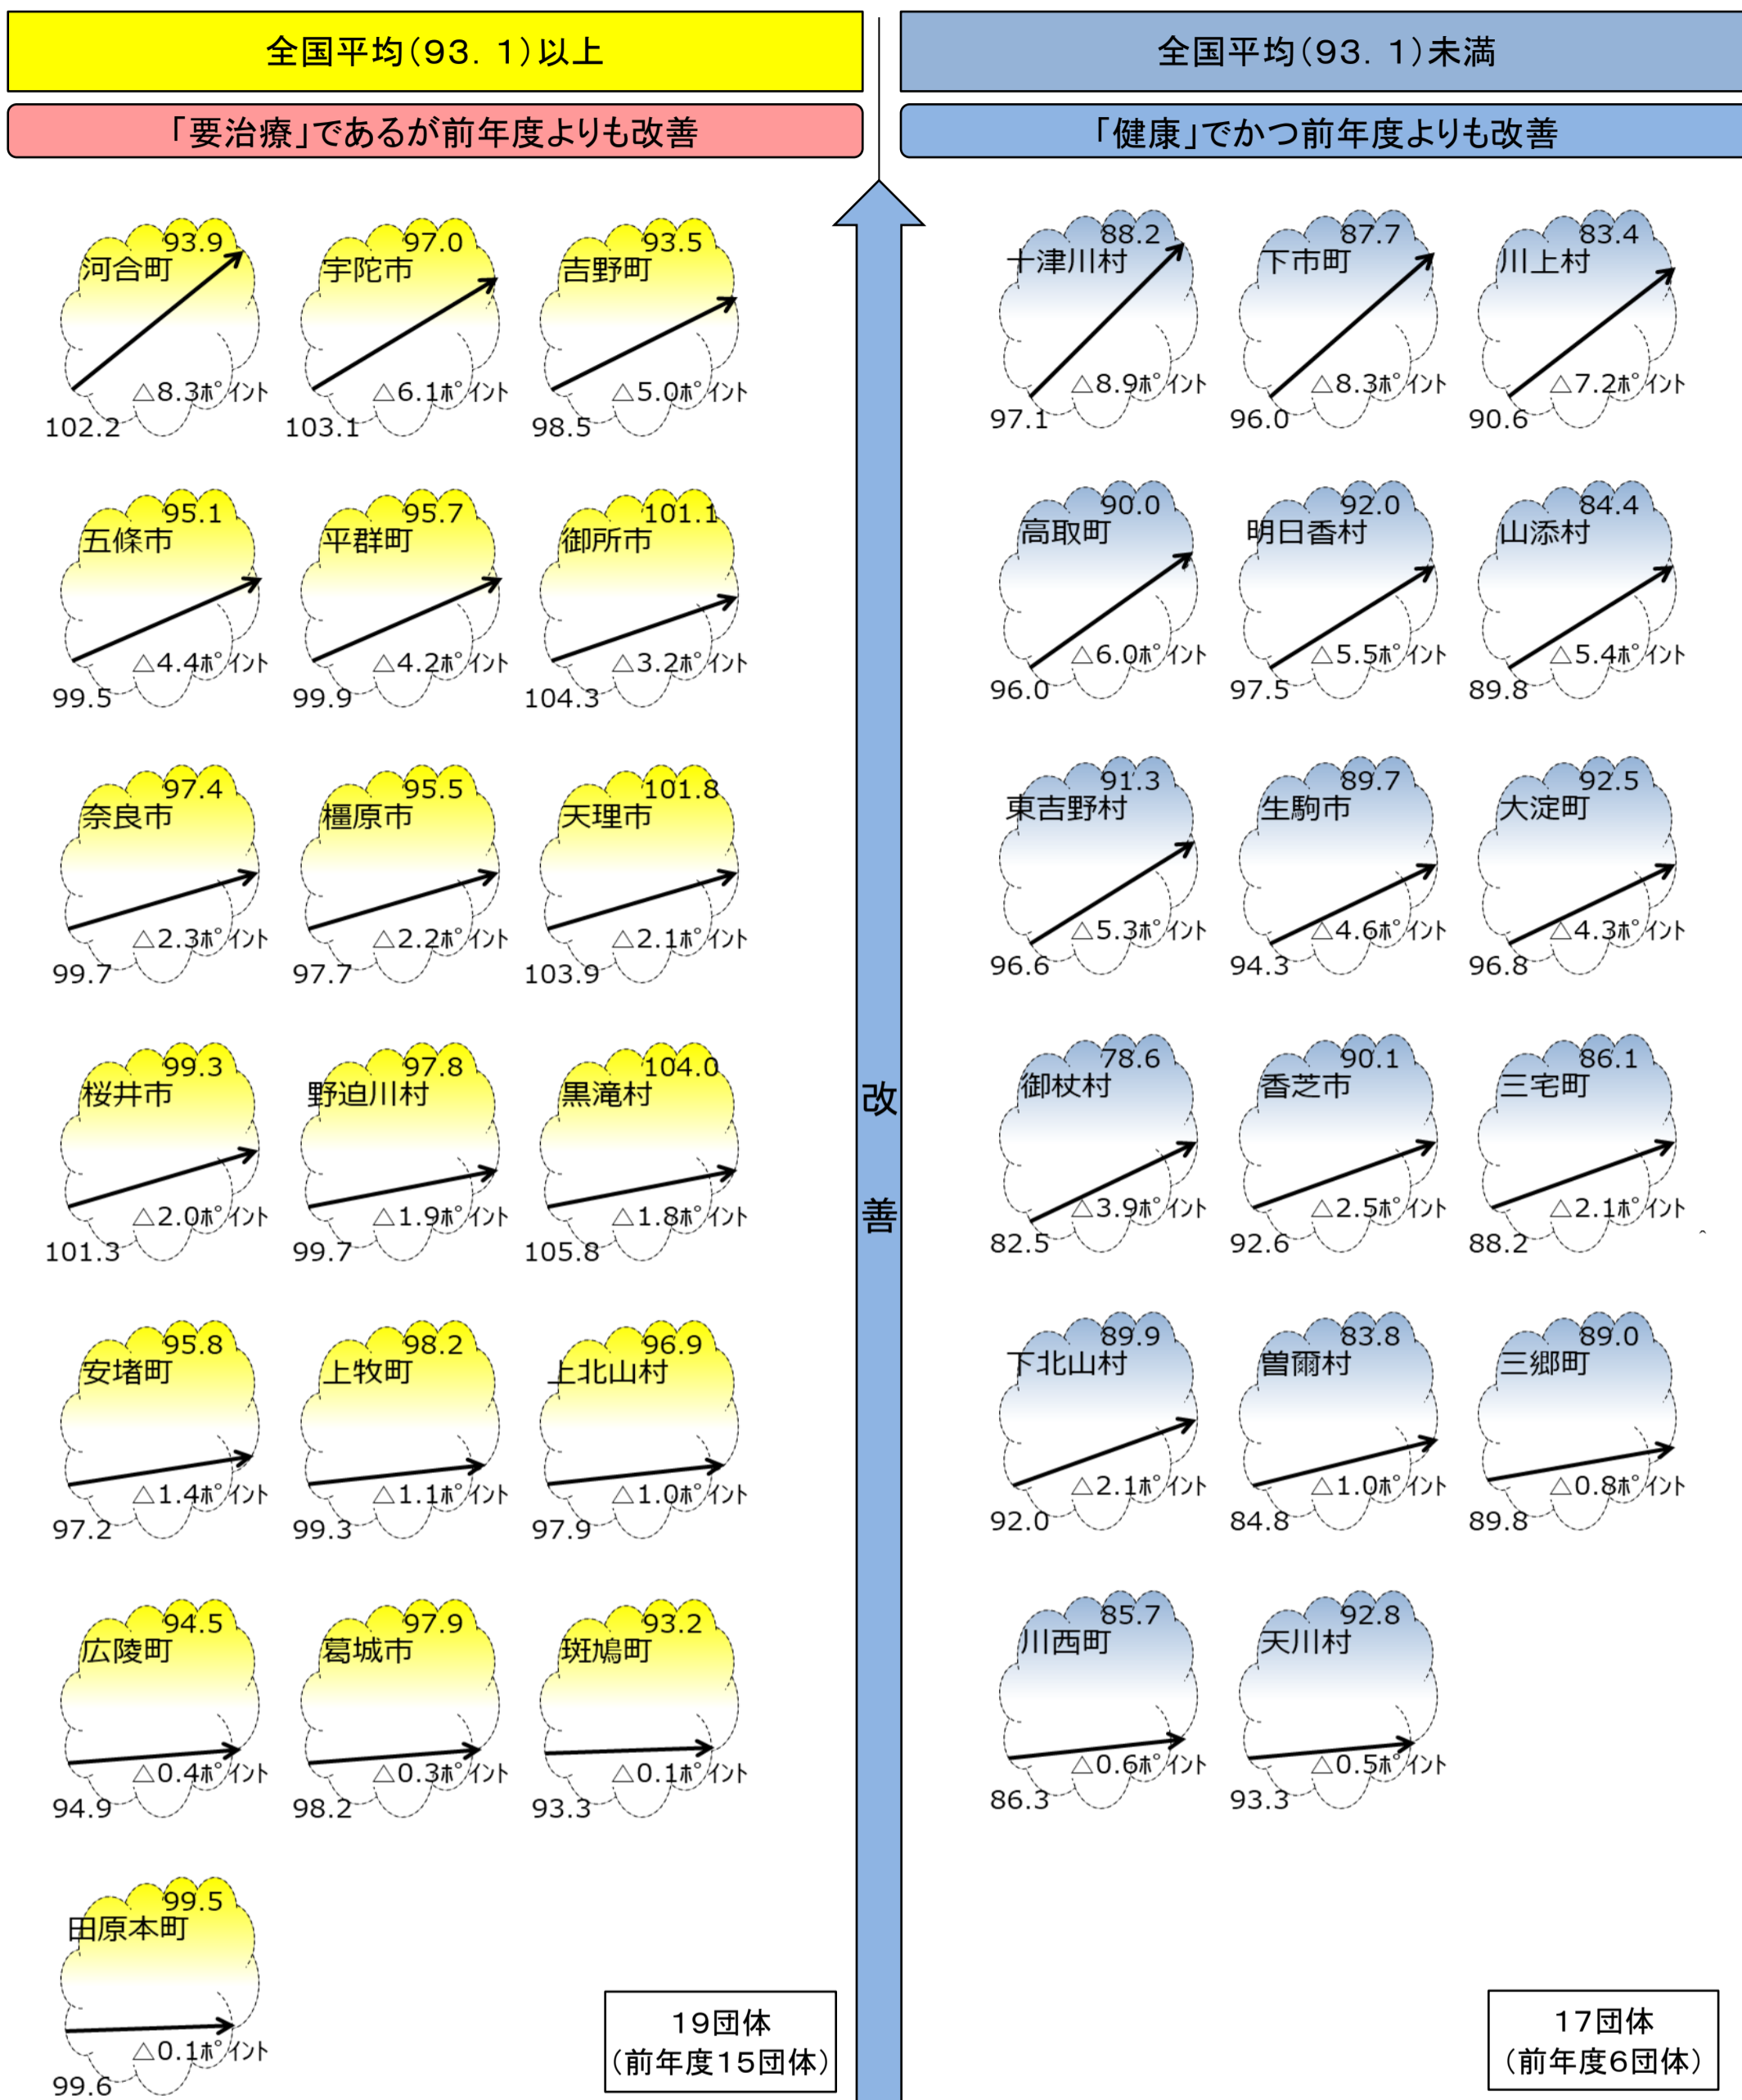 全国平均(93.1)以上
「要治療」であるが前年度よりも改善
93.9
河合町
△8.3ポイント
102.2
97.0
宇陀市
△6.1ポイント
103.1
93.5
吉野町
△5.0ポイント
98.5
95.1
五條市
△4.4ポイント
99.5
95.7
平群町
△4.2ポイント
99.9
101.1
御所市
△3.2ポイント
104.3
97.4
奈良市
△2.3ポイント
99.7
95.5
橿原市
△2.2ポイント
97.7
101.8
天理市
△2.1ポイント
103.9
99.3
桜井市
△2.0ポイント
101.3
97.8
野迫川村
△1.9ポイント
99.7
104.0
黒滝村
△1.8ポイント
105.8
95.8
安堵町
△1.4ポイント
97.2
98.2
上牧町
△1.1ポイント
99.3
96.9
上北山村
△1.0ポイント
97.9
94.5
広陵町
△0.4ポイント
94.9
97.9
葛城市
△0.3ポイント
98.2
93.2
斑鳩町
△0.1ポイント
93.3
99.5
田原本町
△0.1ポイント
99.6
19団体
(前年度15団体)
改
善
全国平均(93.1)未満
「健康」でかつ前年度よりも改善
88.2
十津川村
△8.9ポイント
97.1
87.7
下市町
△8.3ポイント
96.0
83.4
川上村
△7.2ポイント
90.6
90.0
高取町
△6.0ポイント
96.0
92.0
明日香村
△5.5ポイント
97.5
84.4
山添村
△5.4ポイント
89.8
91.3
東吉野村
△5.3ポイント
96.6
89.7
生駒市
△4.6ポイント
94.3
92.5
大淀町
△4.3ポイント
96.8
78.6
御杖村
△3.9ポイント
82.5
90.1
香芝市
△2.5ポイント
92.6
86.1
三宅町
△2.1ポイント
88.2
89.9
下北山村
△2.1ポイント
92.0
83.8
曽爾村
△1.0ポイント
84.8
89.0
三郷町
△0.8ポイント
89.8
85.7
川西町
△0.6ポイント
86.3
92.8
天川村
△0.5ポイント
93.3
17団体
(前年度6団体)